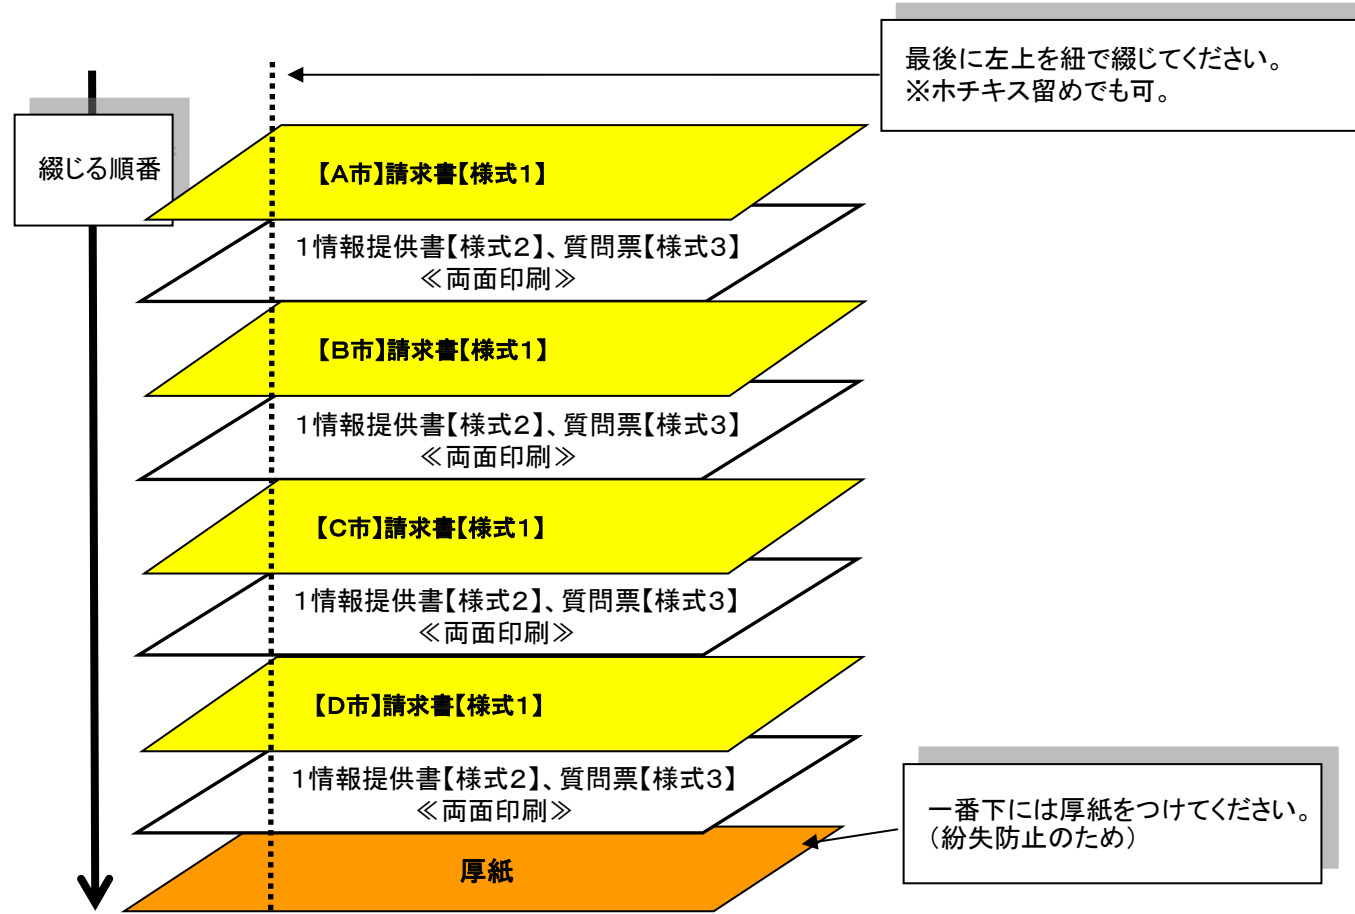 最後に左上を紐で綴じてください。
※ホチキス留めでも可。
綴じる順番
【A市】請求書【様式1】
1情報提供書【様式2】、質問票【様式3】
≪両面印刷≫
【B市】請求書【様式1】
1情報提供書【様式2】、質問票【様式3】
≪両面印刷≫
【C市】請求書【様式1】
1情報提供書【様式2】、質問票【様式3】
≪両面印刷≫
【D市】請求書【様式1】
1情報提供書【様式2】、質問票【様式3】
≪両面印刷≫
一番下には厚紙をつけてください。
(紛失防止のため)
厚紙